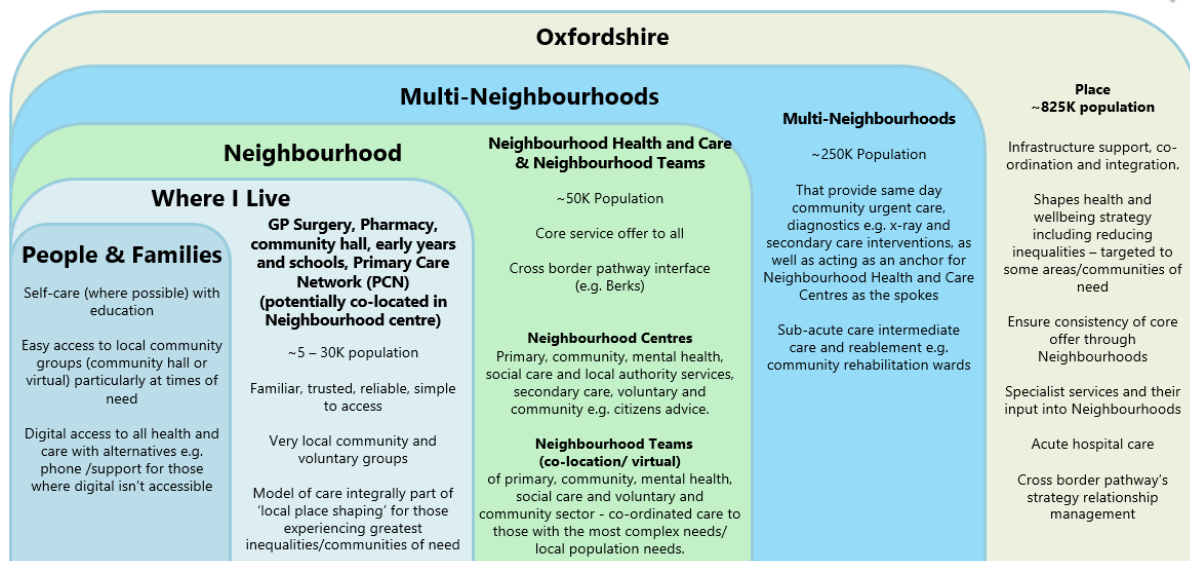 Oxfordshire
Multi-Neighbourhoods
Neighbourhood
Where I Live
People & Families
Self-care (where possible) with
education
Easy access to local community
groups (community hall or
virtual) particularly at times of
need
Digital access to all health and
care with alternatives e.g.
phone /support for those
where digital isn't accessible
GP Surgery, Pharmacy,
community hall, early years
and schools, Primary Care
Network (PCN)
(potentially co-located in
Neighbourhood centre)
~5 – 30K population
Familiar, trusted, reliable, simple
to access
Very local community and
voluntary groups
Model of care integrally part of
'local place shaping' for those
experiencing greatest
inequalities/communities of need
Neighbourhood Health and Care
& Neighbourhood Teams
~50K Population
Core service offer to all
Cross border pathway interface
(e.g. Berks)
Neighbourhood Centres
Primary, community, mental health,
social care and local authority services,
secondary care, voluntary and
community e.g. citizens advice.
Neighbourhood Teams
(co-location/ virtual)
of primary, community, mental health,
social care and voluntary and
community sector - co-ordinated care to
those with the most complex needs/
local population needs.
Multi-Neighbourhoods
~250K Population
That provide same day
community urgent care,
diagnostics e.g. x-ray and
secondary care interventions, as
well as acting as an anchor for
Neighbourhood Health and Care
Centres as the spokes
Sub-acute care intermediate
care and reablement e.g.
community rehabilitation wards
Place
~825K population
Infrastructure support, co-
ordination and integration.
Shapes health and
wellbeing strategy
including reducing
inequalities – targeted to
some areas/communities of
need
Ensure consistency of core
offer through
Neighbourhoods
Specialist services and their
input into Neighbourhoods
Acute hospital care
Cross border pathway's
strategy relationship
management